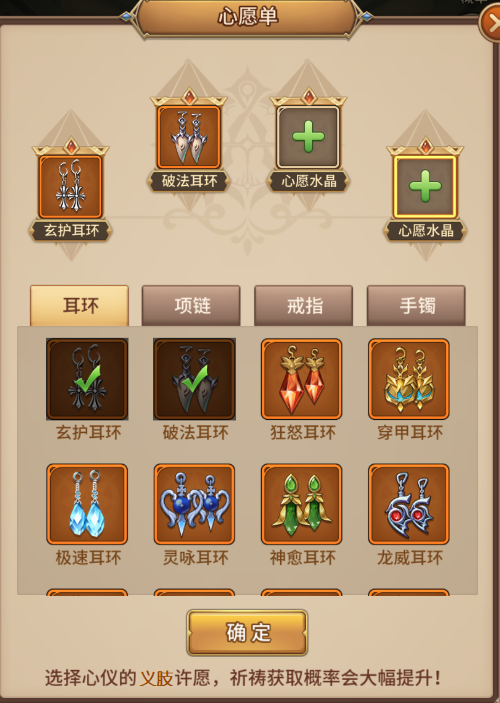 心愿单
破法耳环
心愿水晶
玄护耳环
心愿水晶
耳环
项链
戒指
手镯
玄护耳环
破法耳环
狂怒耳环
穿甲耳环
极速耳环
灵咏耳环
神愈耳环
龙威耳环
确定
选择心仪的义肢许愿，祈祷获取概率会大幅提升！